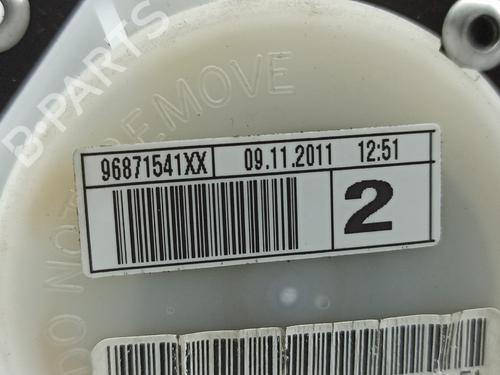 B-PARTS
DO NOT REMOVE
96871541XX 09.11.2011 12:51
2